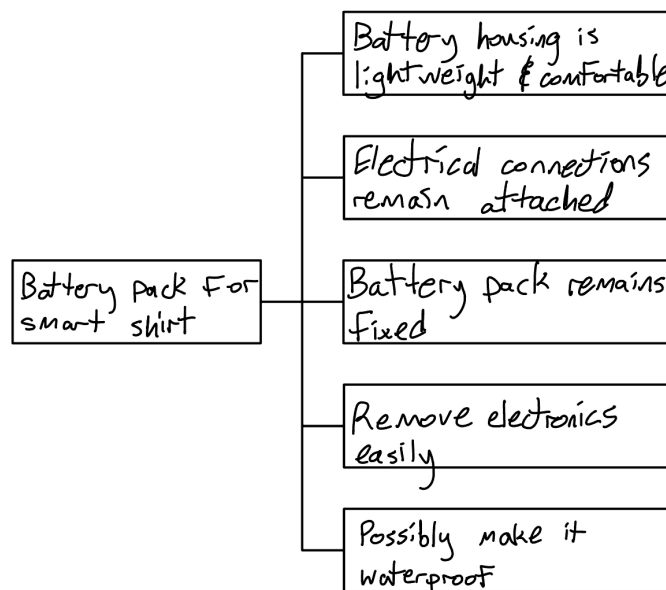 Battery housing is
lightweight & comfortable
Electrical connections
remain attached
Battery pack for
smart shirt
Battery pack remains
fixed
Remove electronics
easily
Possibly make it
waterproof